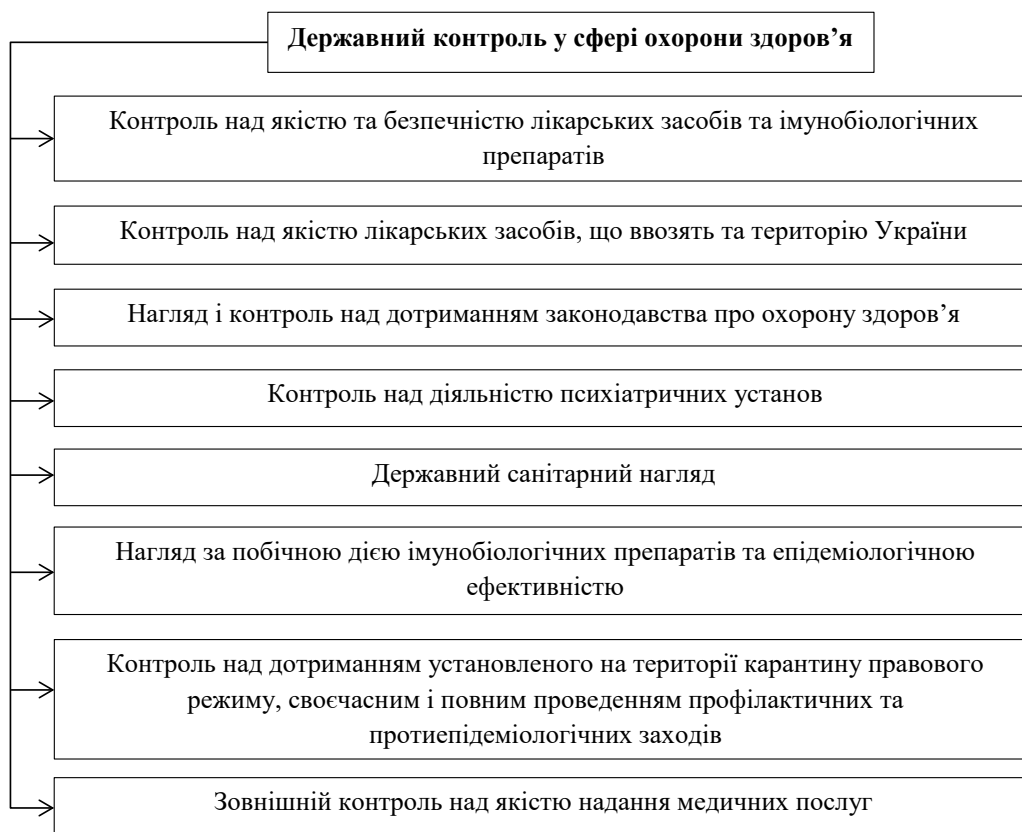 Державний контроль у сфері охорони здоров’я
Контроль над якістю та безпечністю лікарських засобів та імунобіологічних
препаратів
Контроль над якістю лікарських засобів, що ввозять та територію України
Нагляд і контроль над дотриманням законодавства про охорону здоров’я
Контроль над діяльністю психіатричних установ
Державний санітарний нагляд
Нагляд за побічною дією імунобіологічних препаратів та епідеміологічною
ефективністю
Контроль над дотриманням установленого на території карантину правового
режиму, своєчасним і повним проведенням профілактичних та
протиепідеміологічних заходів
Зовнішній контроль над якістю надання медичних послуг